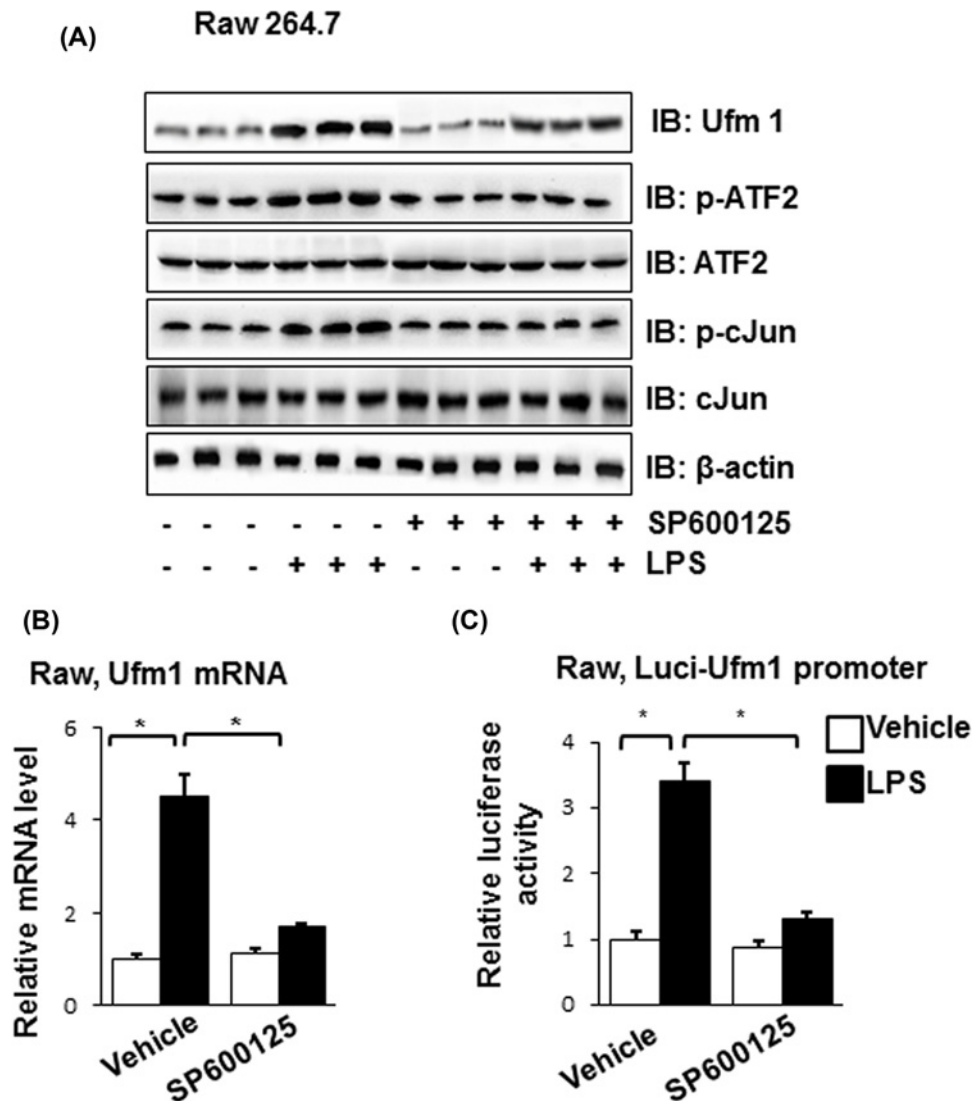 (A)
Raw 264.7
IB: Ufm 1
IB: p-ATF2
IB: ATF2
IB: p-cJun
IB: cJun
IB: β-actin
- - - - - - + + + + + + SP600125
- - - + + + - - - + + + LPS
(B)
Raw, Ufm1 mRNA
Relative mRNA level
6
4
2
0
*
*
Vehicle
SP600125
(C)
Raw, Luci-Ufm1 promoter
Relative luciferase
activity
4
3
2
1
0
*
*
Vehicle
LPS
Vehicle
SP600125